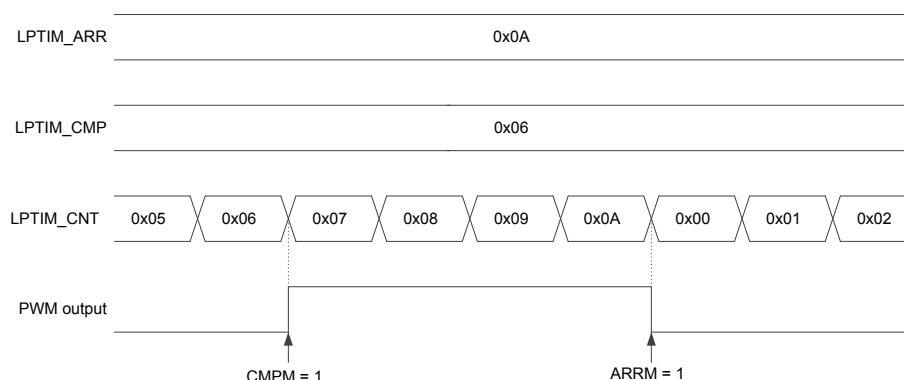 LPTIM_ARR 0x0A
LPTIM_CMP 0x06
LPTIM_CNT 0x05 0x06 0x07 0x08 0x09 0x0A 0x00 0x01 0x02
PWM output
CMPM = 1 ARRM = 1